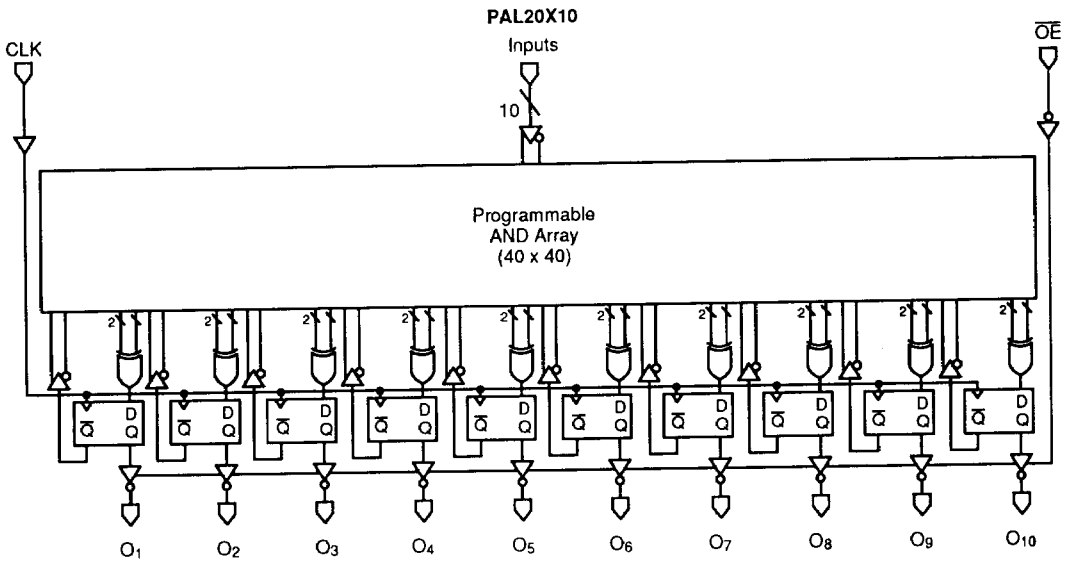 PAL20X10
CLK
Inputs
OE
10
Programmable
AND Array
(40 x 40)
2 2 2 2 2 2 2 2 2 2
D D D D D D D D D D
Q Q Q Q Q Q Q Q Q Q Q Q Q Q Q Q Q Q Q Q
O1 O2 O3 O4 O5 O6 O7 O8 O9 O10